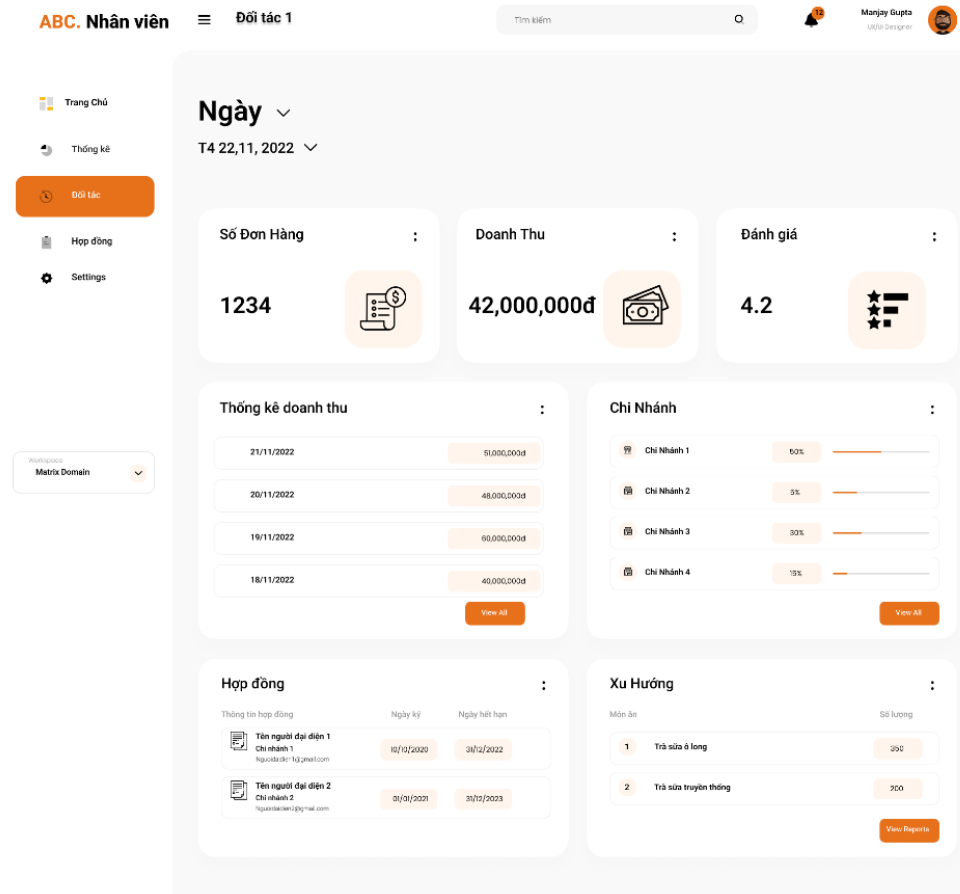 ABC. Nhân viên
Đối tác 1
Tìm kiếm
12
Manjay Gupta
UX/UI Designer
Trang Chủ
Thống kê
Đối tác
Hợp đồng
Settings
Workspace
Matrix Domain
Ngày
T4 22,11, 2022
Số Đơn Hàng
1234
Doanh Thu
42,000,000đ
Đánh giá
4.2
Thống kê doanh thu
21/11/2022 51,000,000đ
20/11/2022 48,000,000đ
19/11/2022 60,000,000đ
18/11/2022 40,000,000đ
View All
Chi Nhánh
Chi Nhánh 1 50%
Chi Nhánh 2 5%
Chi Nhánh 3 30%
Chi Nhánh 4 15%
View All
Hợp đồng
Thông tin hợp đồng Ngày ký Ngày hết hạn
Tên người đại diện 1
Chi nhánh 1
Nguoidaidien1@gmail.com
10/10/2020 31/12/2022
Tên người đại diện 2
Chi nhánh 2
Nguoidaidien2@gmail.com
01/01/2021 31/12/2023
Xu Hướng
Món ăn Số lượng
1 Trà sữa ô long 350
2 Trà sữa truyền thống 200
View Reports